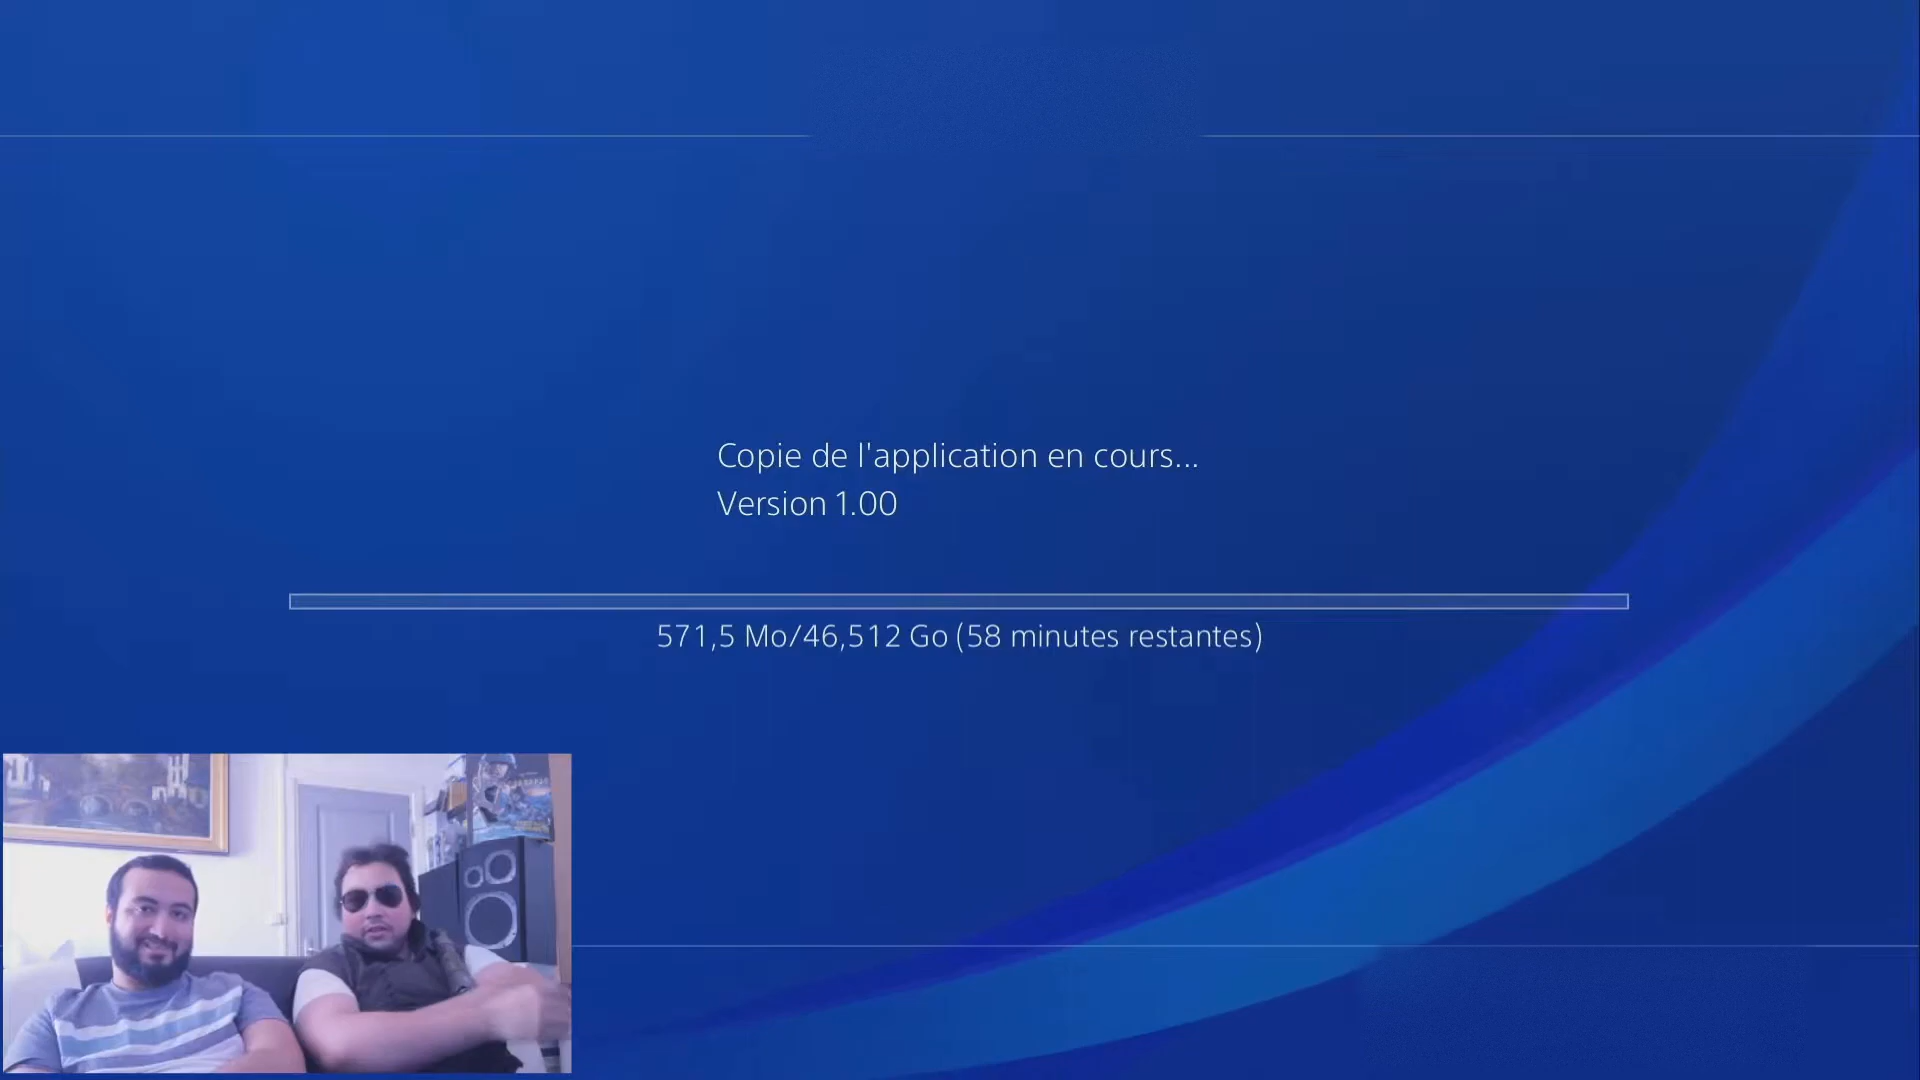 Copie de l'application en cours...
Version 1.00
571,5 Mo/46,512 Go (58 minutes restantes)